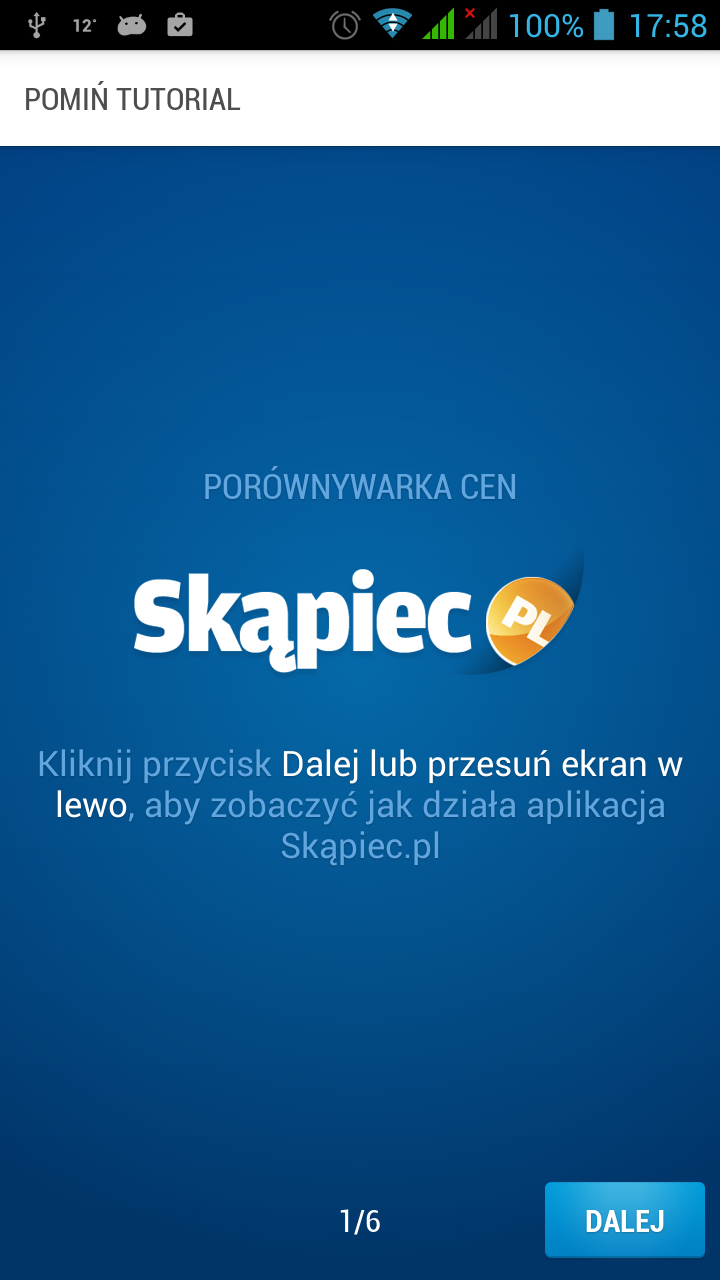 12° 100% 17:58
POMIŃ TUTORIAL
PORÓWNYWARKA CEN
Skąpiec PL
Kliknij przycisk Dalej lub przesuń ekran w
lewo, aby zobaczyć jak działa aplikacja
Skąpiec.pl
1/6
DALEJ